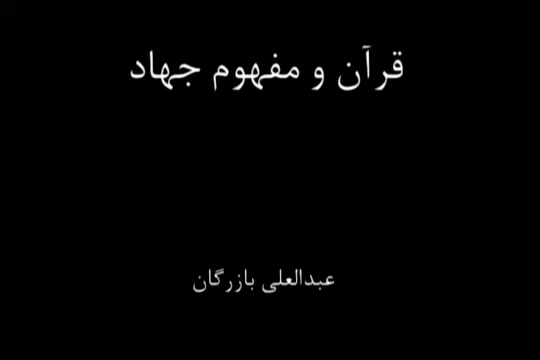 قرآن و مفهوم جهاد
عبدالعلی بازرگان